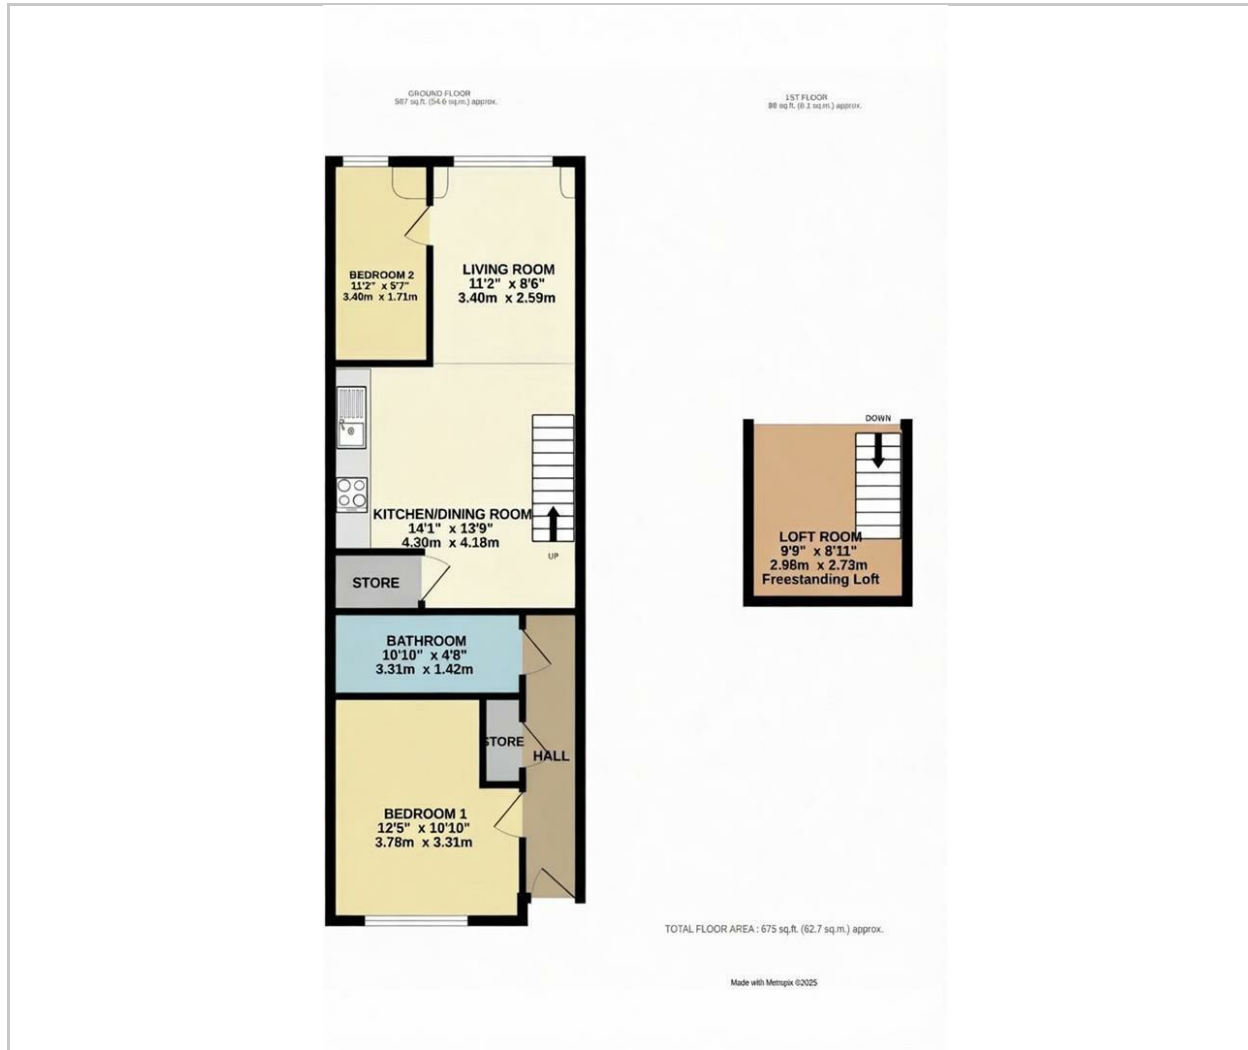 GROUND FLOOR
587 sq.ft. (54.6 sq.m.) approx.
1ST FLOOR
88 sq.ft. (8.1 sq.m.) approx.
BEDROOM 2
11'2" x 5'7"
3.40m x 1.71m
LIVING ROOM
11'2" x 8'6"
3.40m x 2.59m
KITCHEN/DINING ROOM
14'1" x 13'9"
4.30m x 4.18m
UP
STORE
BATHROOM
10'10" x 4'8"
3.31m x 1.42m
STORE
HALL
BEDROOM 1
12'5" x 10'10"
3.78m x 3.31m
DOWN
LOFT ROOM
9'9" x 8'11"
2.98m x 2.73m
Freestanding Loft
TOTAL FLOOR AREA : 675 sq.ft. (62.7 sq.m.) approx.
Made with Metropix ©2025